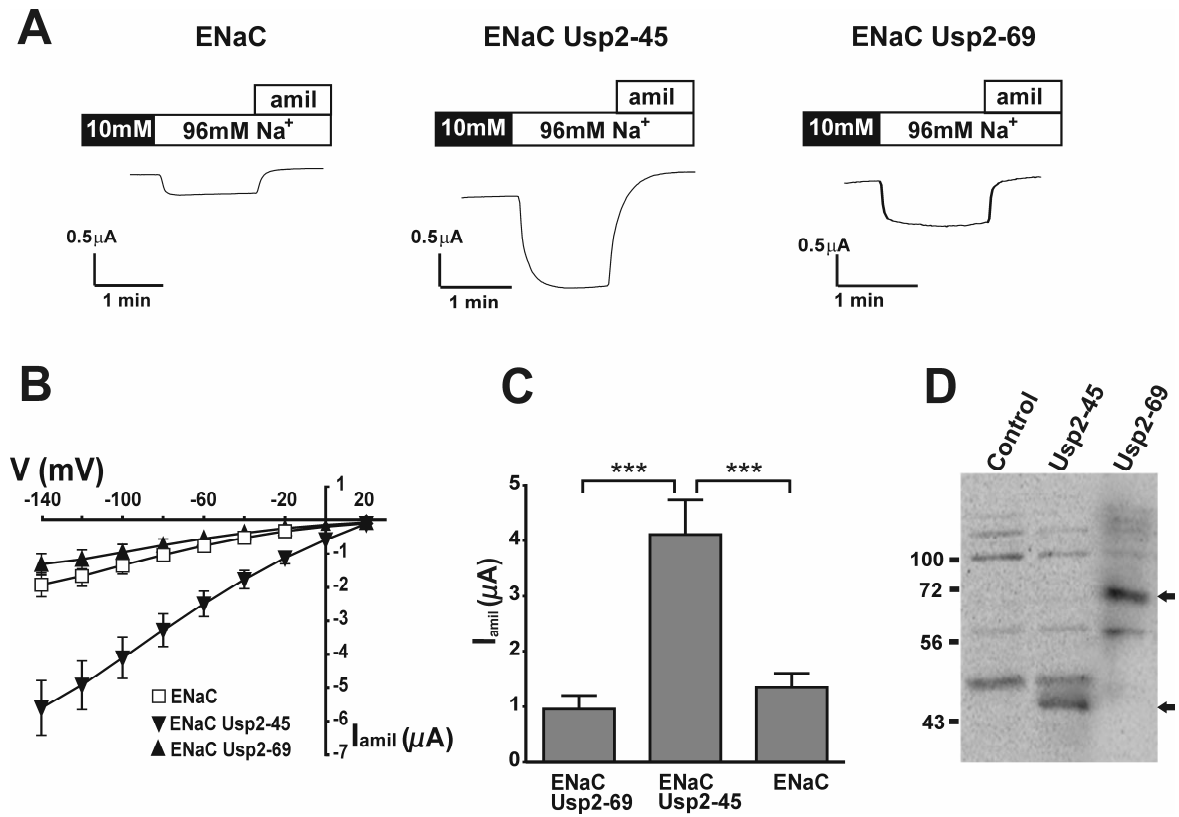 A
ENaC
amil
10mM
96mM Na+
0.5μA
1 min
ENaC Usp2-45
amil
10mM
96mM Na+
0.5μA
1 min
ENaC Usp2-69
amil
10mM
96mM Na+
0.5μA
1 min
B
V (mV)
-140
-100
-60
-20
20
1
-1
-2
-3
-4
-5
-6
-7
Iamil (μA)
ENaC
ENaC Usp2-45
ENaC Usp2-69
C
***
***
Iamil (μA)
5
4
3
2
1
0
ENaC
Usp2-69
ENaC
Usp2-45
ENaC
D
Control
Usp2-45
Usp2-69
100
72
56
43